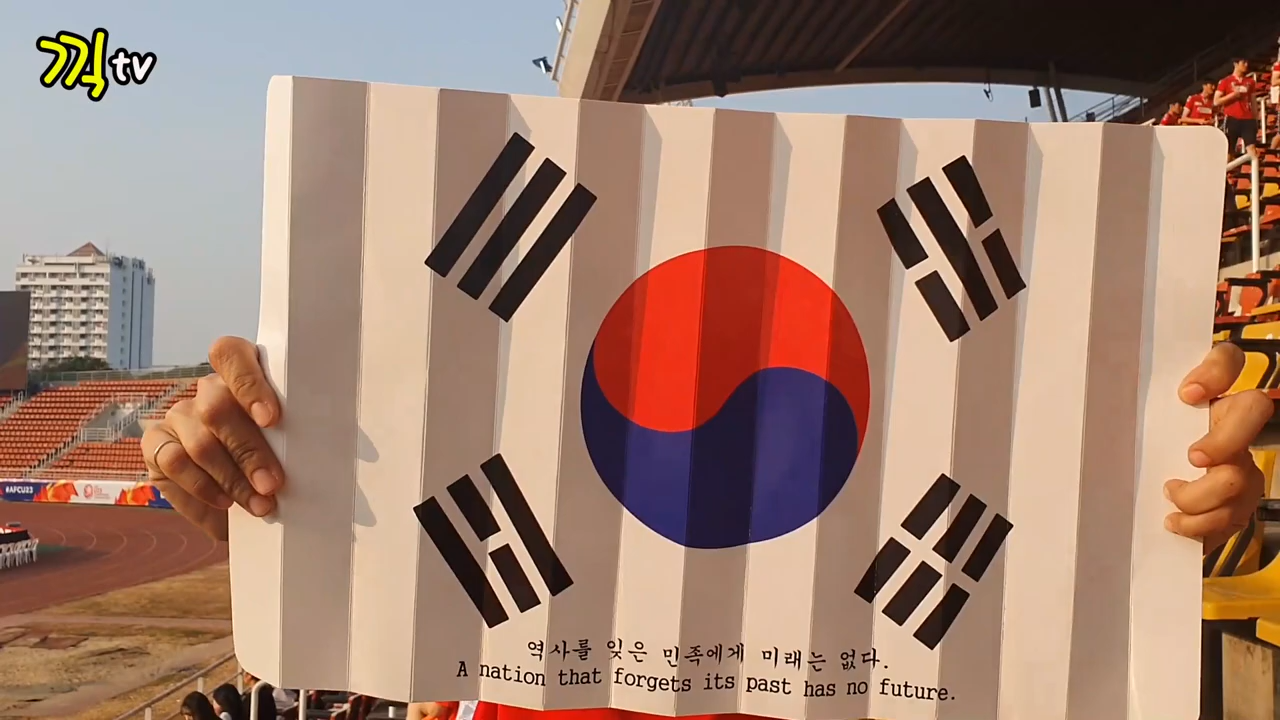 끽tv
역사를 잊은 민족에게 미래는 없다.
A nation that forgets its past has no future.
#AFCU23